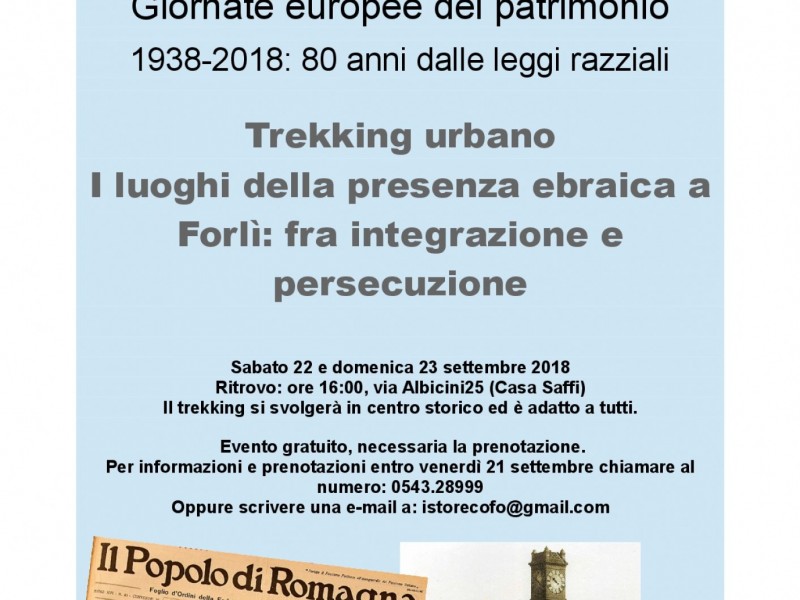 Giornate europee del patrimonio
1938-2018: 80 anni dalle leggi razziali
Trekking urbano
I luoghi della presenza ebraica a
Forlì: fra integrazione e
persecuzione
Sabato 22 e domenica 23 settembre 2018
Ritrovo: ore 16:00, via Albicini25 (Casa Saffi)
Il trekking si svolgerà in centro storico ed è adatto a tutti.
Evento gratuito, necessaria la prenotazione.
Per informazioni e prenotazioni entro venerdì 21 settembre chiamare al
numero: 0543.28999
Oppure scrivere una e-mail a: istorecofo@gmail.com
Il Popolo di Romagna
Foglio d'Ordini della